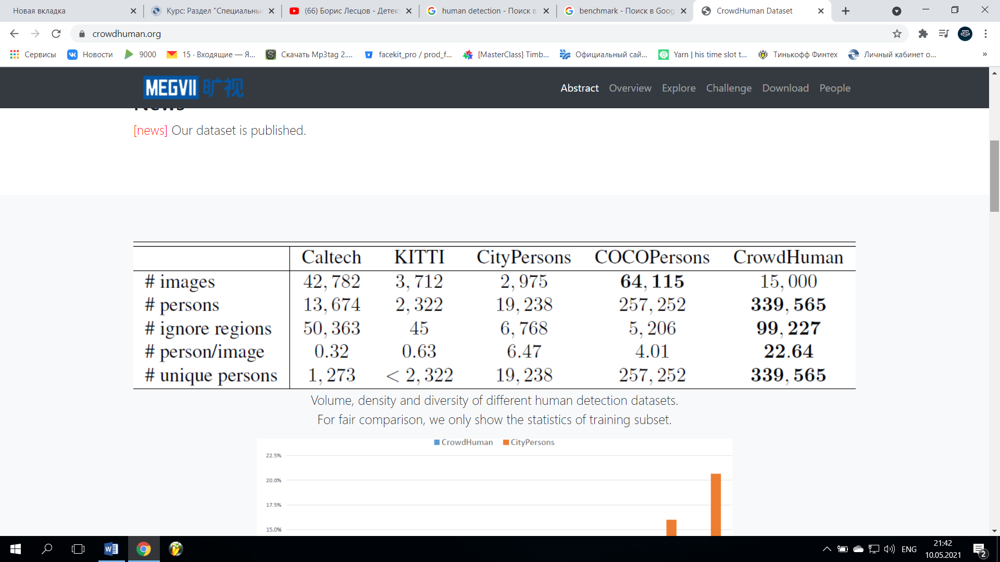 Новая вкладка
Курс: Раздел "Специальны
(66) Борис Лесцов - Детек
human detection - Поиск в
benchmark - Поиск в Goog
CrowdHuman Dataset
crowdhuman.org
Сервисы
Новости
9000
15 · Входящие — Я...
Скачать Mp3tag 2....
facekit_pro / prod_f...
[MasterClass] Timb...
Официальный сай...
Yarn | his time slot t...
Тинькофф Финтех
Личный кабинет о...
»
MEGVII 旷视
Abstract Overview Explore Challenge Download People
News
[news] Our dataset is published.
Caltech KITTI CityPersons COCOPersons CrowdHuman
# images 42, 782 3, 712 2, 975 64, 115 15, 000
# persons 13, 674 2, 322 19, 238 257, 252 339, 565
# ignore regions 50, 363 45 6, 768 5, 206 99, 227
# person/image 0.32 0.63 6.47 4.01 22.64
# unique persons 1, 273 < 2, 322 19, 238 257, 252 339, 565
Volume, density and diversity of different human detection datasets.
For fair comparison, we only show the statistics of training subset.
CrowdHuman CityPersons
22.5%
20.0%
17.5%
15.0%
ENG
21:42
10.05.2021
2